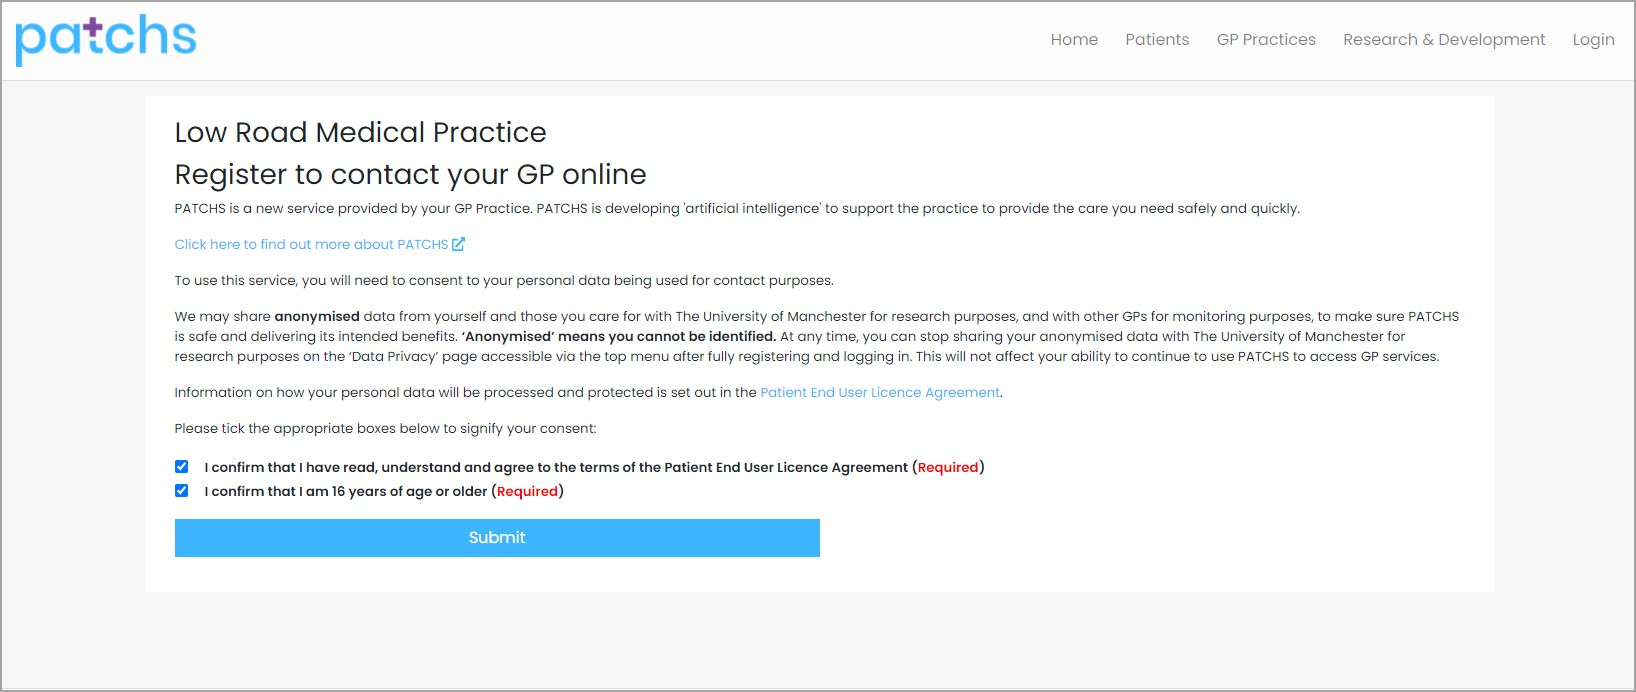 patchs
Home Patients GP Practices Research & Development Login
Low Road Medical Practice
Register to contact your GP online
PATCHS is a new service provided by your GP Practice. PATCHS is developing 'artificial intelligence' to support the practice to provide the care you need safely and quickly.
Click here to find out more about PATCHS
To use this service, you will need to consent to your personal data being used for contact purposes.
We may share anonymised data from yourself and those you care for with The University of Manchester for research purposes, and with other GPs for monitoring purposes, to make sure PATCHS
is safe and delivering its intended benefits. ‘Anonymised’ means you cannot be identified. At any time, you can stop sharing your anonymised data with The University of Manchester for
research purposes on the ‘Data Privacy’ page accessible via the top menu after fully registering and logging in. This will not affect your ability to continue to use PATCHS to access GP services.
Information on how your personal data will be processed and protected is set out in the Patient End User Licence Agreement.
Please tick the appropriate boxes below to signify your consent:
I confirm that I have read, understand and agree to the terms of the Patient End User Licence Agreement (Required)
I confirm that I am 16 years of age or older (Required)
Submit